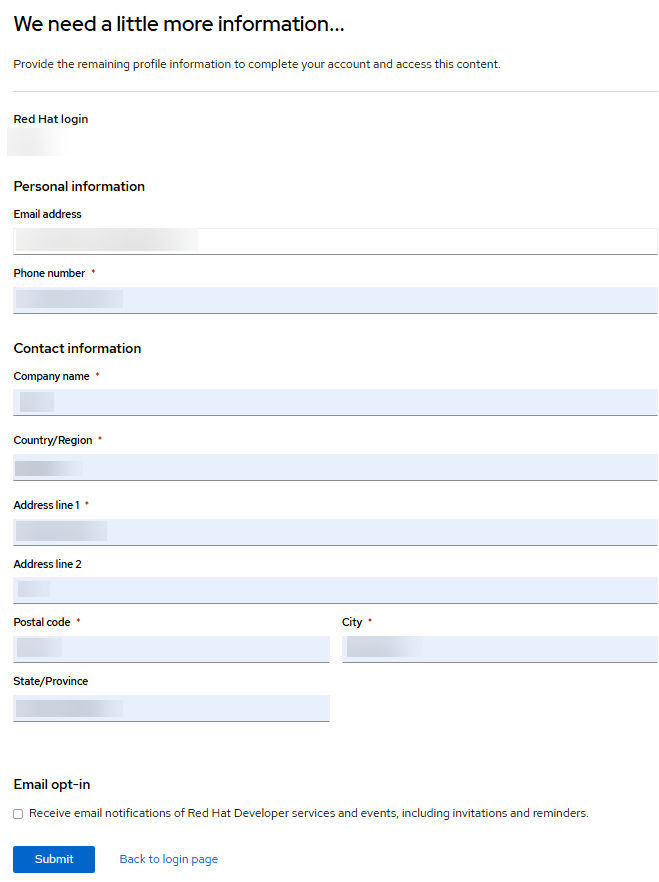 We need a little more information...
Provide the remaining profile information to complete your account and access this content.
Red Hat login
Personal information
Email address
Phone number *
Contact information
Company name *
Country/Region *
Address line 1 *
Address line 2
Postal code * City *
State/Province
Email opt-in
Receive email notifications of Red Hat Developer services and events, including invitations and reminders.
Submit Back to login page